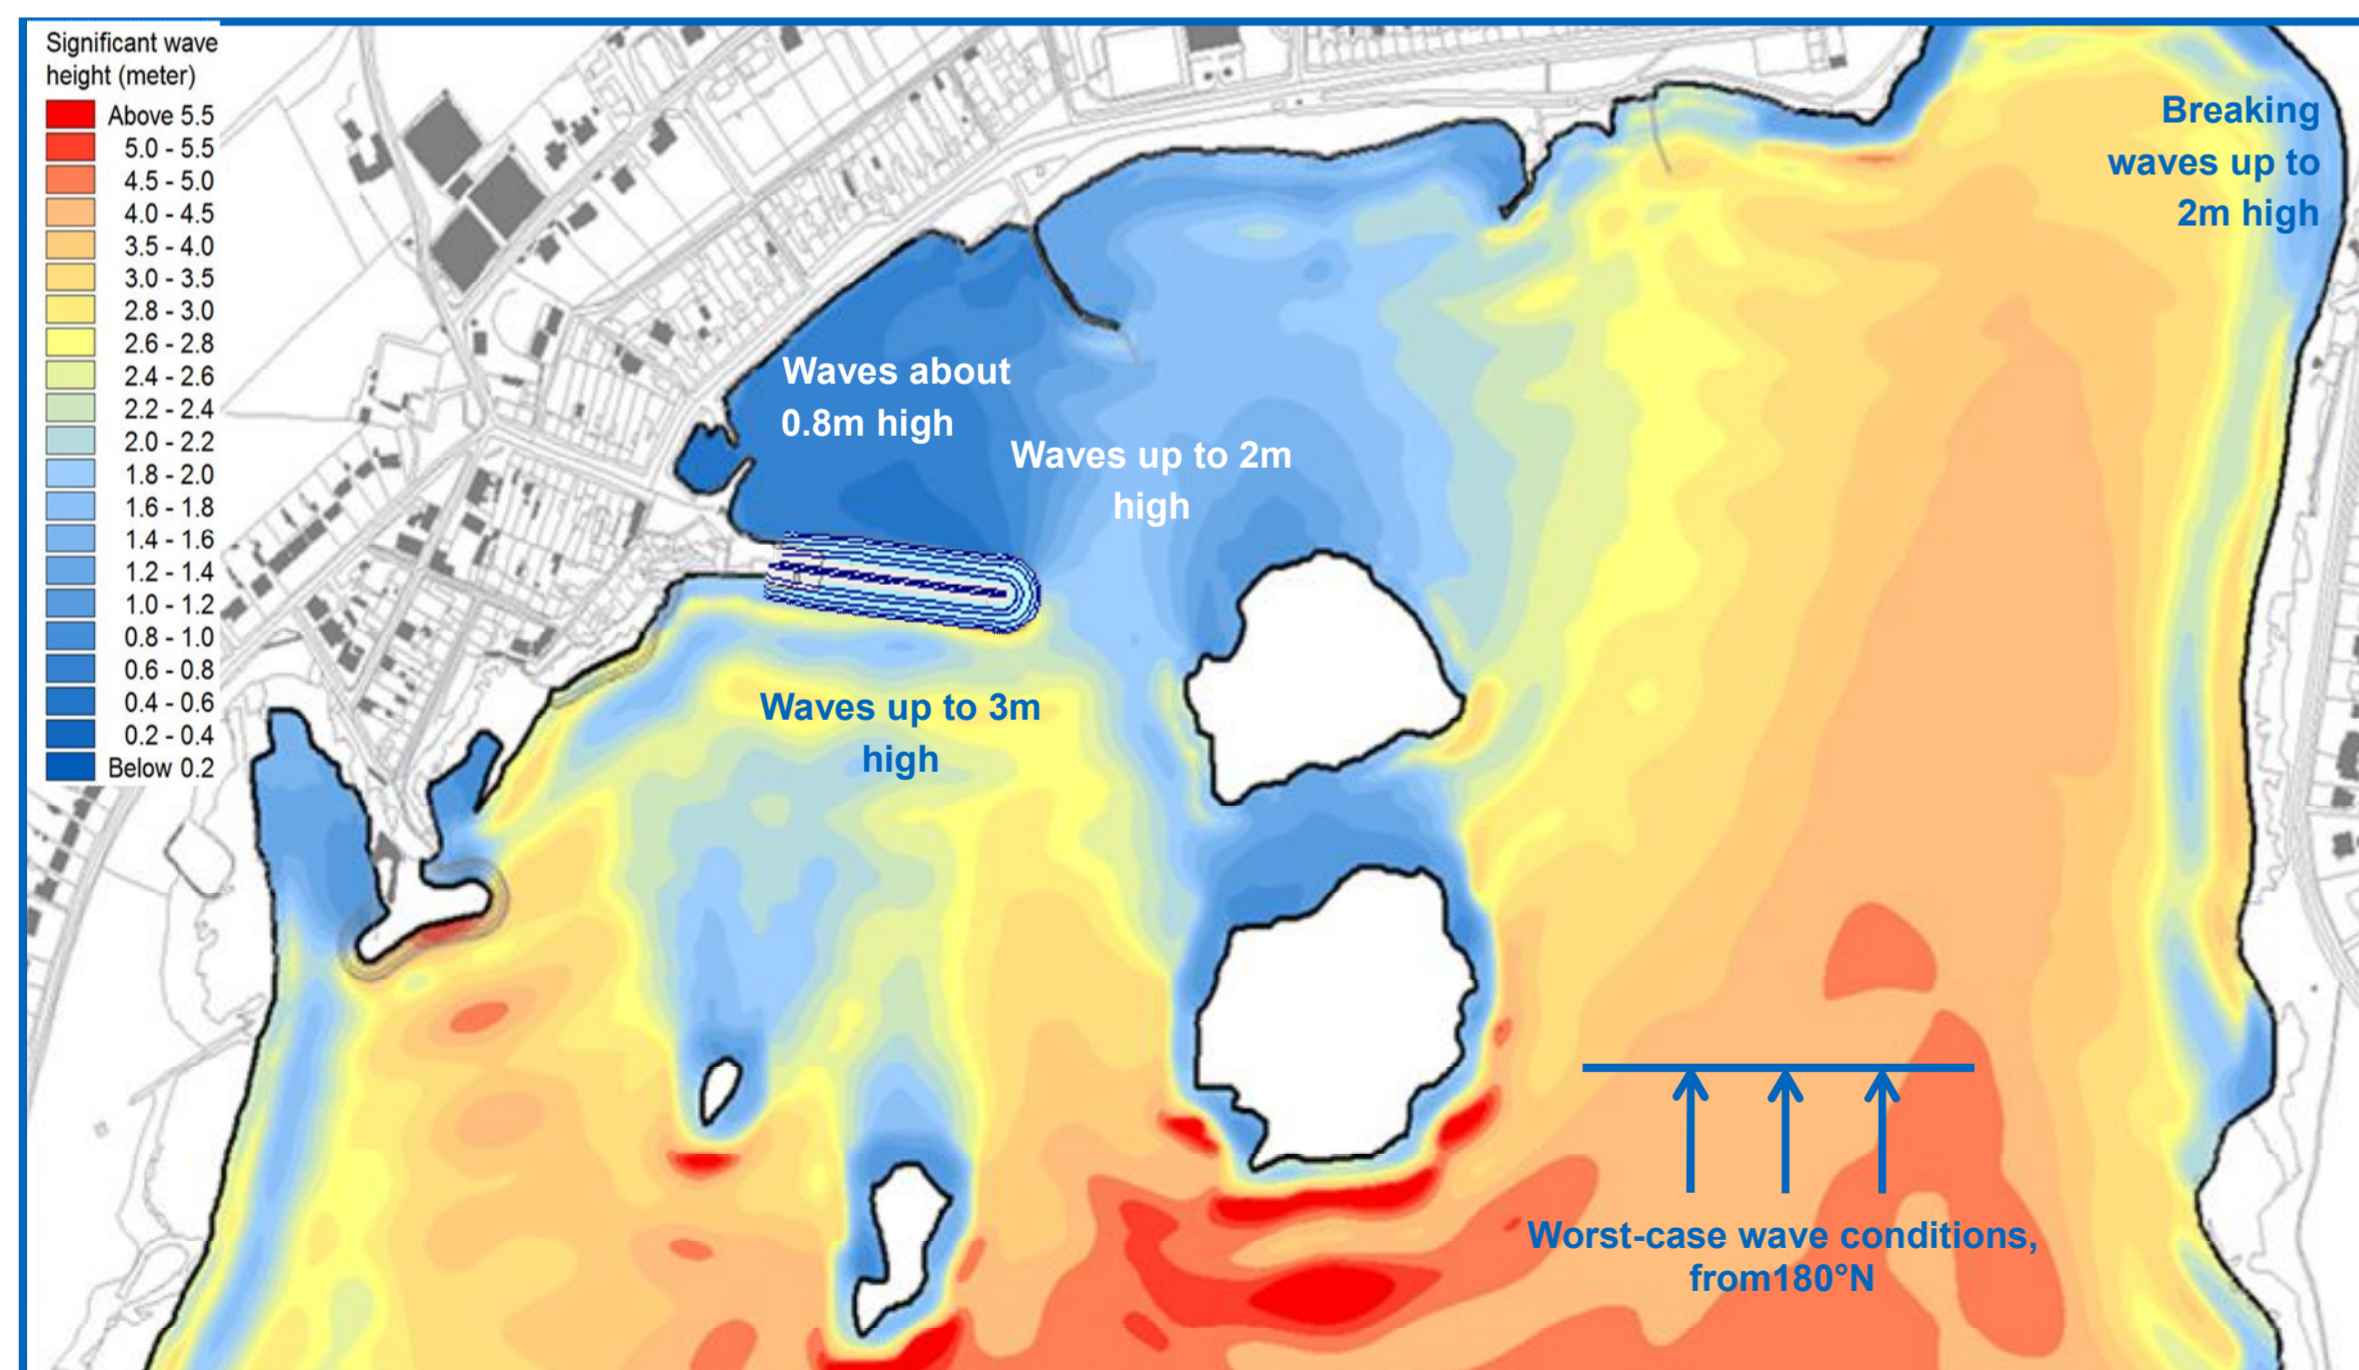 Significant wave
height (meter)
Above 5.5
5.0 - 5.5
4.5 - 5.0
4.0 - 4.5
3.5 - 4.0
3.0 - 3.5
2.8 - 3.0
2.6 - 2.8
2.4 - 2.6
2.2 - 2.4
2.0 - 2.2
1.8 - 2.0
1.6 - 1.8
1.4 - 1.6
1.2 - 1.4
1.0 - 1.2
0.8 - 1.0
0.6 - 0.8
0.4 - 0.6
0.2 - 0.4
Below 0.2
Breaking
waves up to
2m high
Waves about
0.8m high
Waves up to 2m
high
Waves up to 3m
high
Worst-case wave conditions,
from180°N